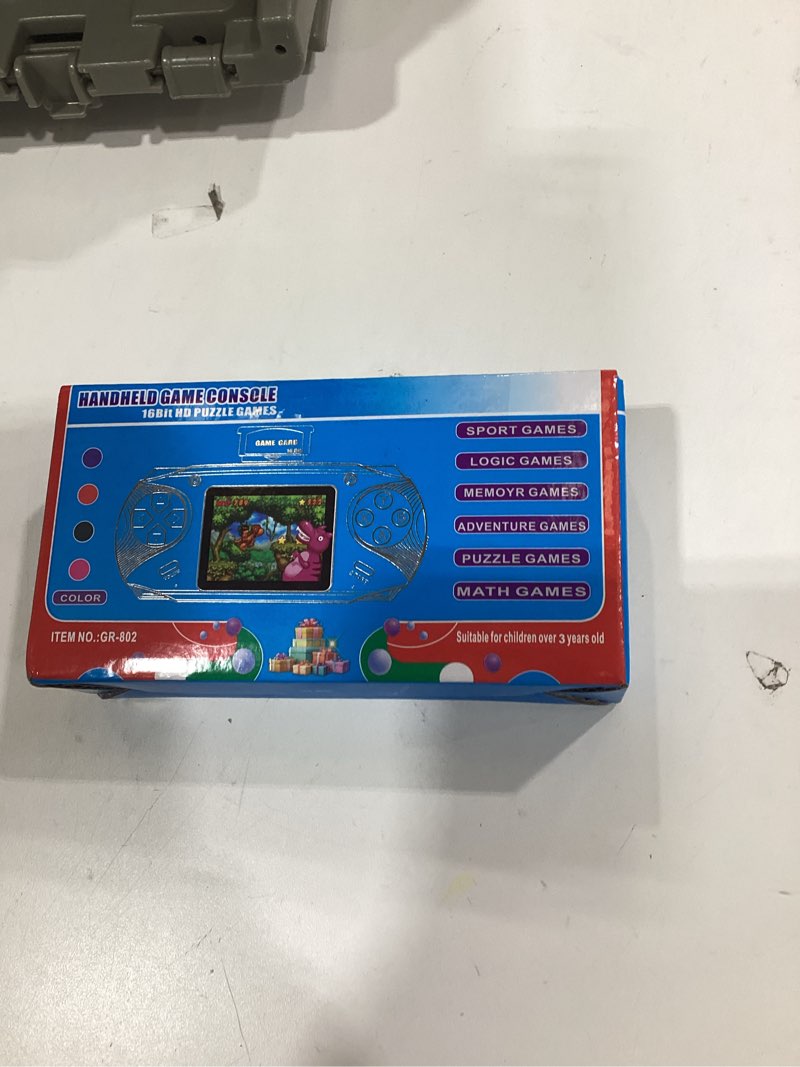 HANDHELD GAME CONSOLE
16Bit HD PUZZLE GAMES
GAME CARD
SPORT GAMES
LOGIC GAMES
MEMOYR GAMES
ADVENTURE GAMES
PUZZLE GAMES
MATH GAMES
COLOR
ITEM NO.:GR-802
Suitable for children over 3 years old